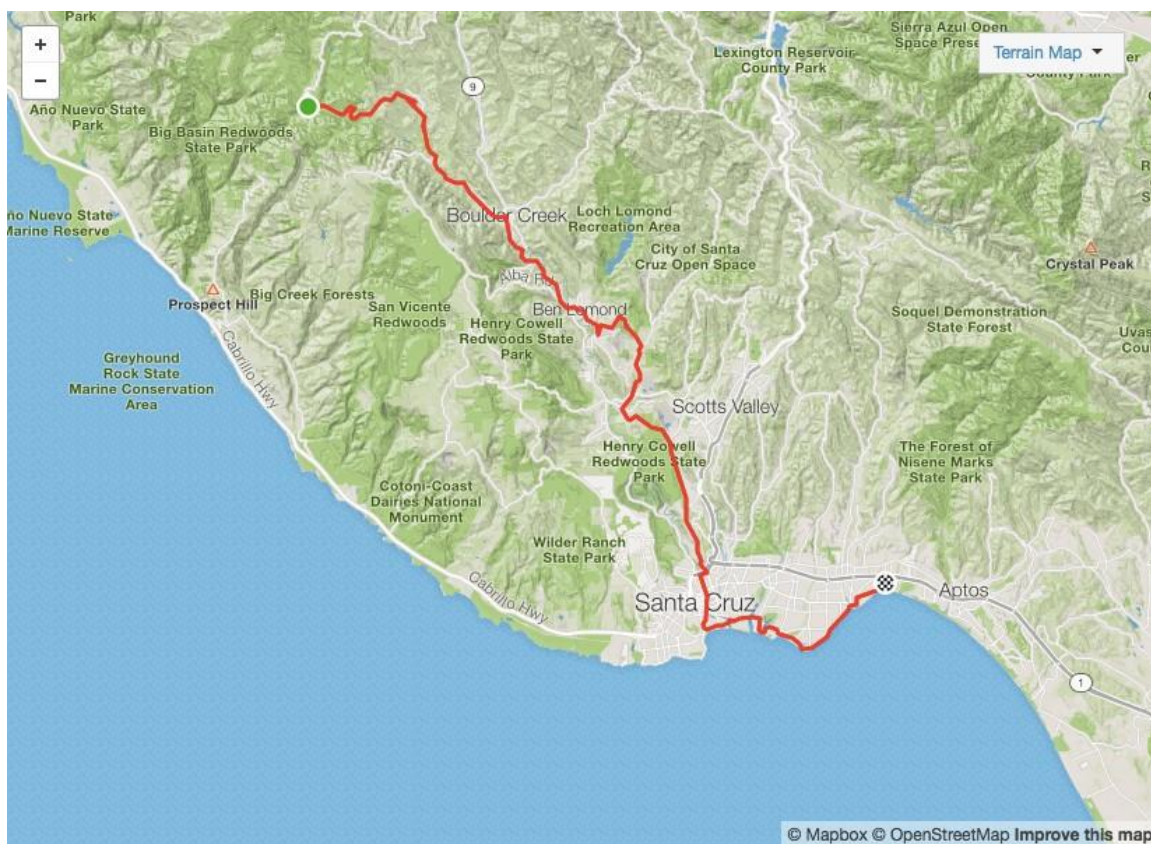 Park
+
−
Año Nuevo State
Park
Big Basin Redwoods
State Park
9
Lexington Reservoir
County Park
Sierra Azul Open
Space Prese
County Park
Terrain Map
ño Nuevo State
Marine Reserve
Boulder Creek
Loch Lomond
Recreation Area
City of Santa
Cruz Open Space
Crystal Peak
Alba Rd
Prospect Hill
Big Creek Forests
San Vicente
Redwoods
Ben Lomond
Henry Cowell
Redwoods State
Park
Soquel Demonstration
State Forest
Uvas
Cou
Greyhound
Rock State
Marine Conservation
Area
Cabrillo Hwy
Scotts Valley
Henry Cowell
Redwoods State
Park
The Forest of
Nisene Marks
State Park
Cotoni-Coast
Dairies National
Monument
Wilder Ranch
State Park
Cabrillo Hwy
Santa Cruz
Aptos
1
© Mapbox © OpenStreetMap Improve this map